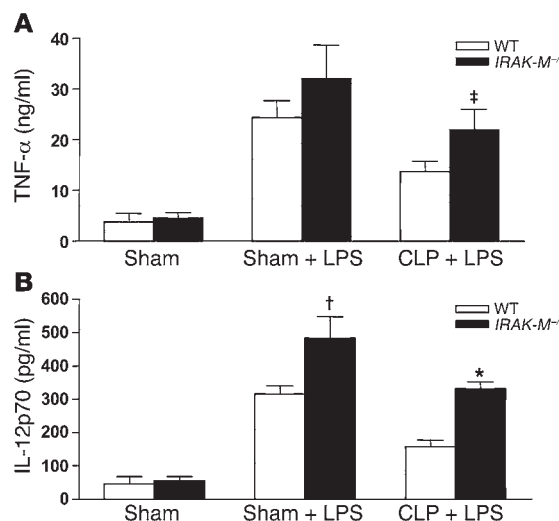 A
TNF-α (ng/ml)
40
30
20
10
0
WT
IRAK-M−/
‡
Sham
Sham + LPS
CLP + LPS
B
IL-12p70 (pg/ml)
600
500
400
300
200
100
0
WT
IRAK-M−/
†
*
Sham
Sham + LPS
CLP + LPS